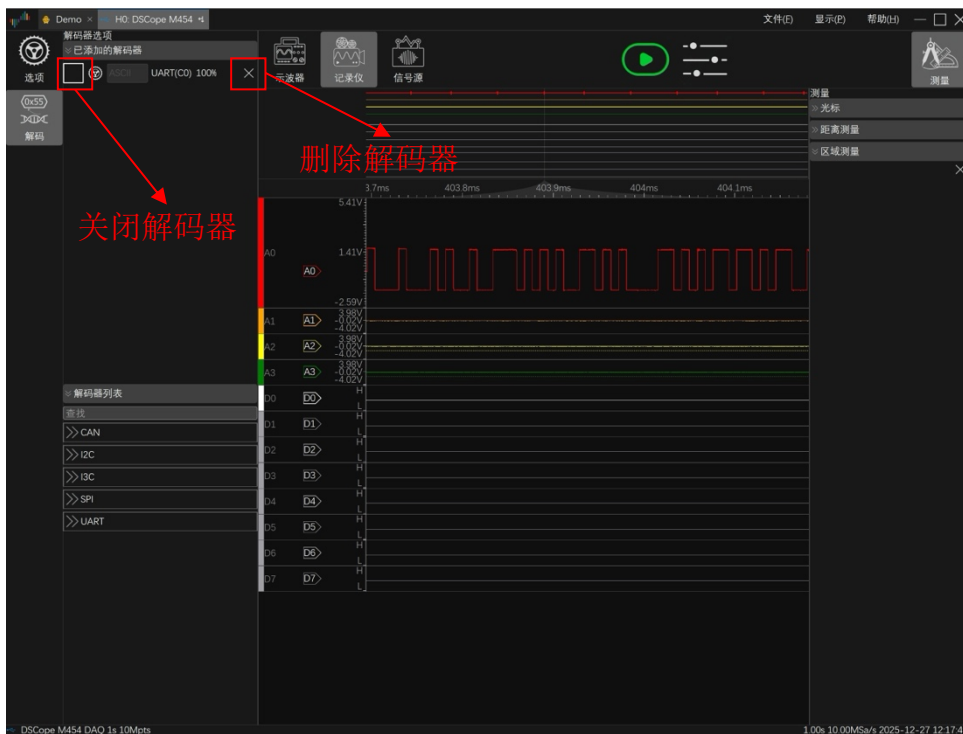 Demo ×
H0: DSCope M454
文件(F) 显示(P) 帮助(H)
选项
解码器选项
已添加的解码器
ASCII UART(C0) 100%
示波器
记录仪
信号源
测量
(0x55)
解码
测量
光标
距离测量
区域测量
删除解码器
关闭解码器
3.7ms 403.8ms 403.9ms 404ms 404.1ms
5.41V
A0 A0 1.41V
-2.59V
3.98V
A1 A1 -0.02V
-4.02V
3.98V
A2 A2 -0.02V
-4.02V
3.98V
A3 A3 -0.02V
-4.02V
H
D0 D0
L
H
D1 D1
L
H
D2 D2
L
H
D3 D3
L
H
D4 D4
L
H
D5 D5
L
H
D6 D6
L
H
D7 D7
L
解码器列表
查找
CAN
I2C
I3C
SPI
UART
DSCope M454 DAQ 1s 10Mpts
1.00s 10.00MSa/s 2025-12-27 12:17:4